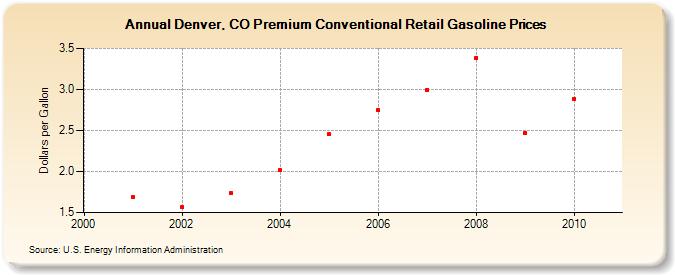 Annual Denver, CO Premium Conventional Retail Gasoline Prices
Dollars per Gallon
3.5
3.0
2.5
2.0
1.5
2000 2002 2004 2006 2008 2010
Source: U.S. Energy Information Administration